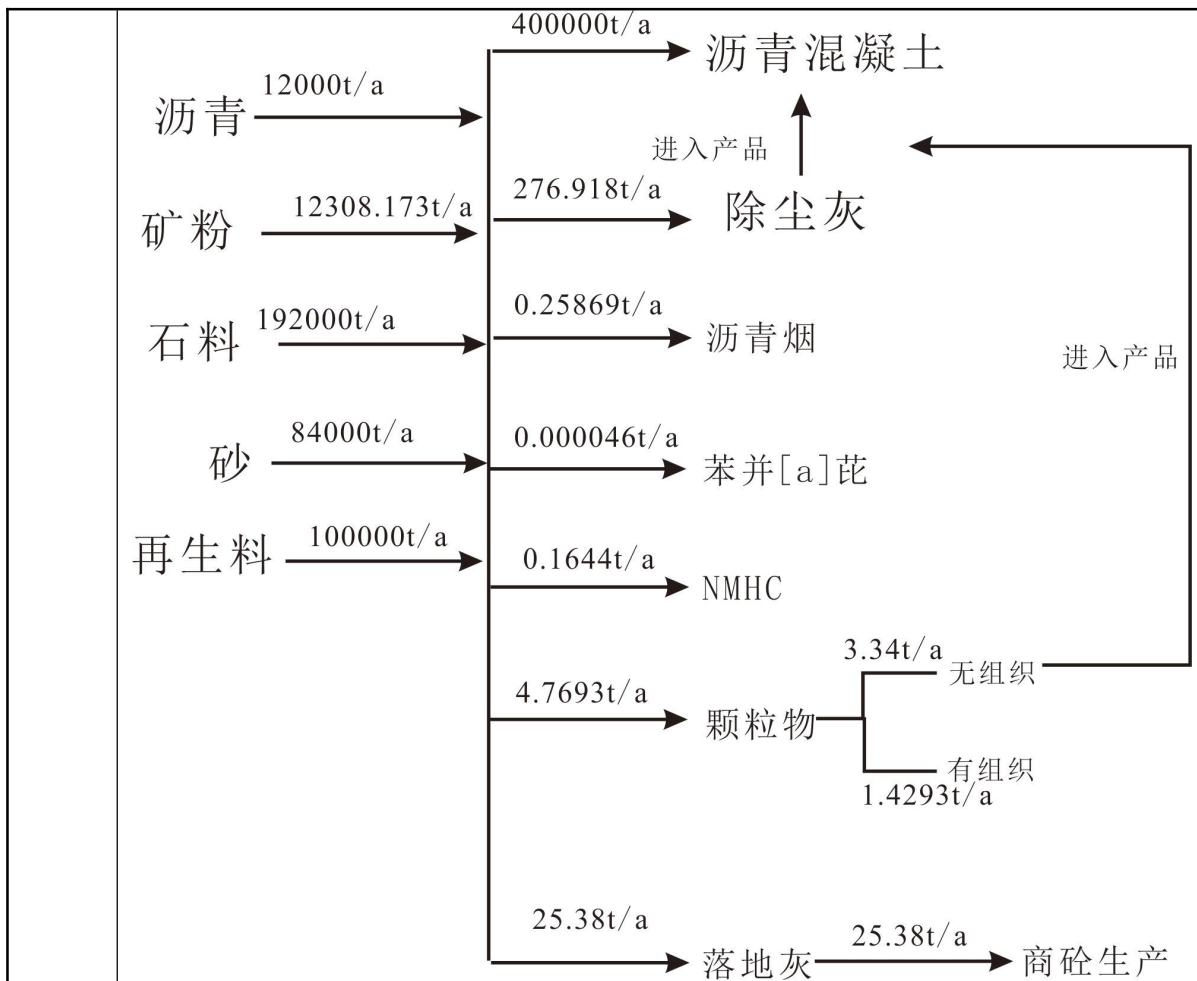 400000t/a
沥青混凝土
12000t/a
沥青
进入产品
12308.173t/a
矿粉
276.918t/a
除尘灰
192000t/a
石料
0.25869t/a
沥青烟
进入产品
84000t/a
砂
0.000046t/a
苯并[a]芘
100000t/a
再生料
0.1644t/a
NMHC
3.34t/a
无组织
4.7693t/a
颗粒物
有组织
1.4293t/a
25.38t/a
落地灰
25.38t/a
商砼生产